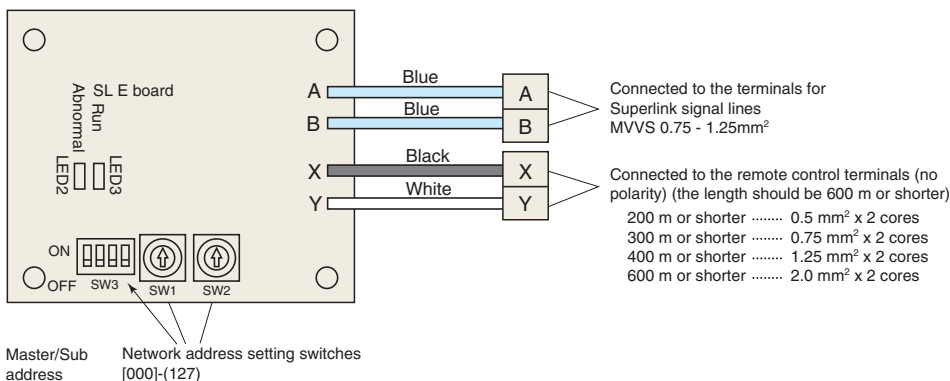 SL E board
Abnormal
Run
LED2
LED3
ON
OFF
SW3
SW1
SW2
A
B
X
Y
Blue
Blue
Black
White
A
B
X
Y
Connected to the terminals for
Superlink signal lines
MVVS 0.75 - 1.25mm²
Connected to the remote control terminals (no
polarity) (the length should be 600 m or shorter)
200 m or shorter ........ 0.5 mm² x 2 cores
300 m or shorter ........ 0.75 mm² x 2 cores
400 m or shorter ........ 1.25 mm² x 2 cores
600 m or shorter ........ 2.0 mm² x 2 cores
Master/Sub
address
Network address setting switches
[000]-(127)